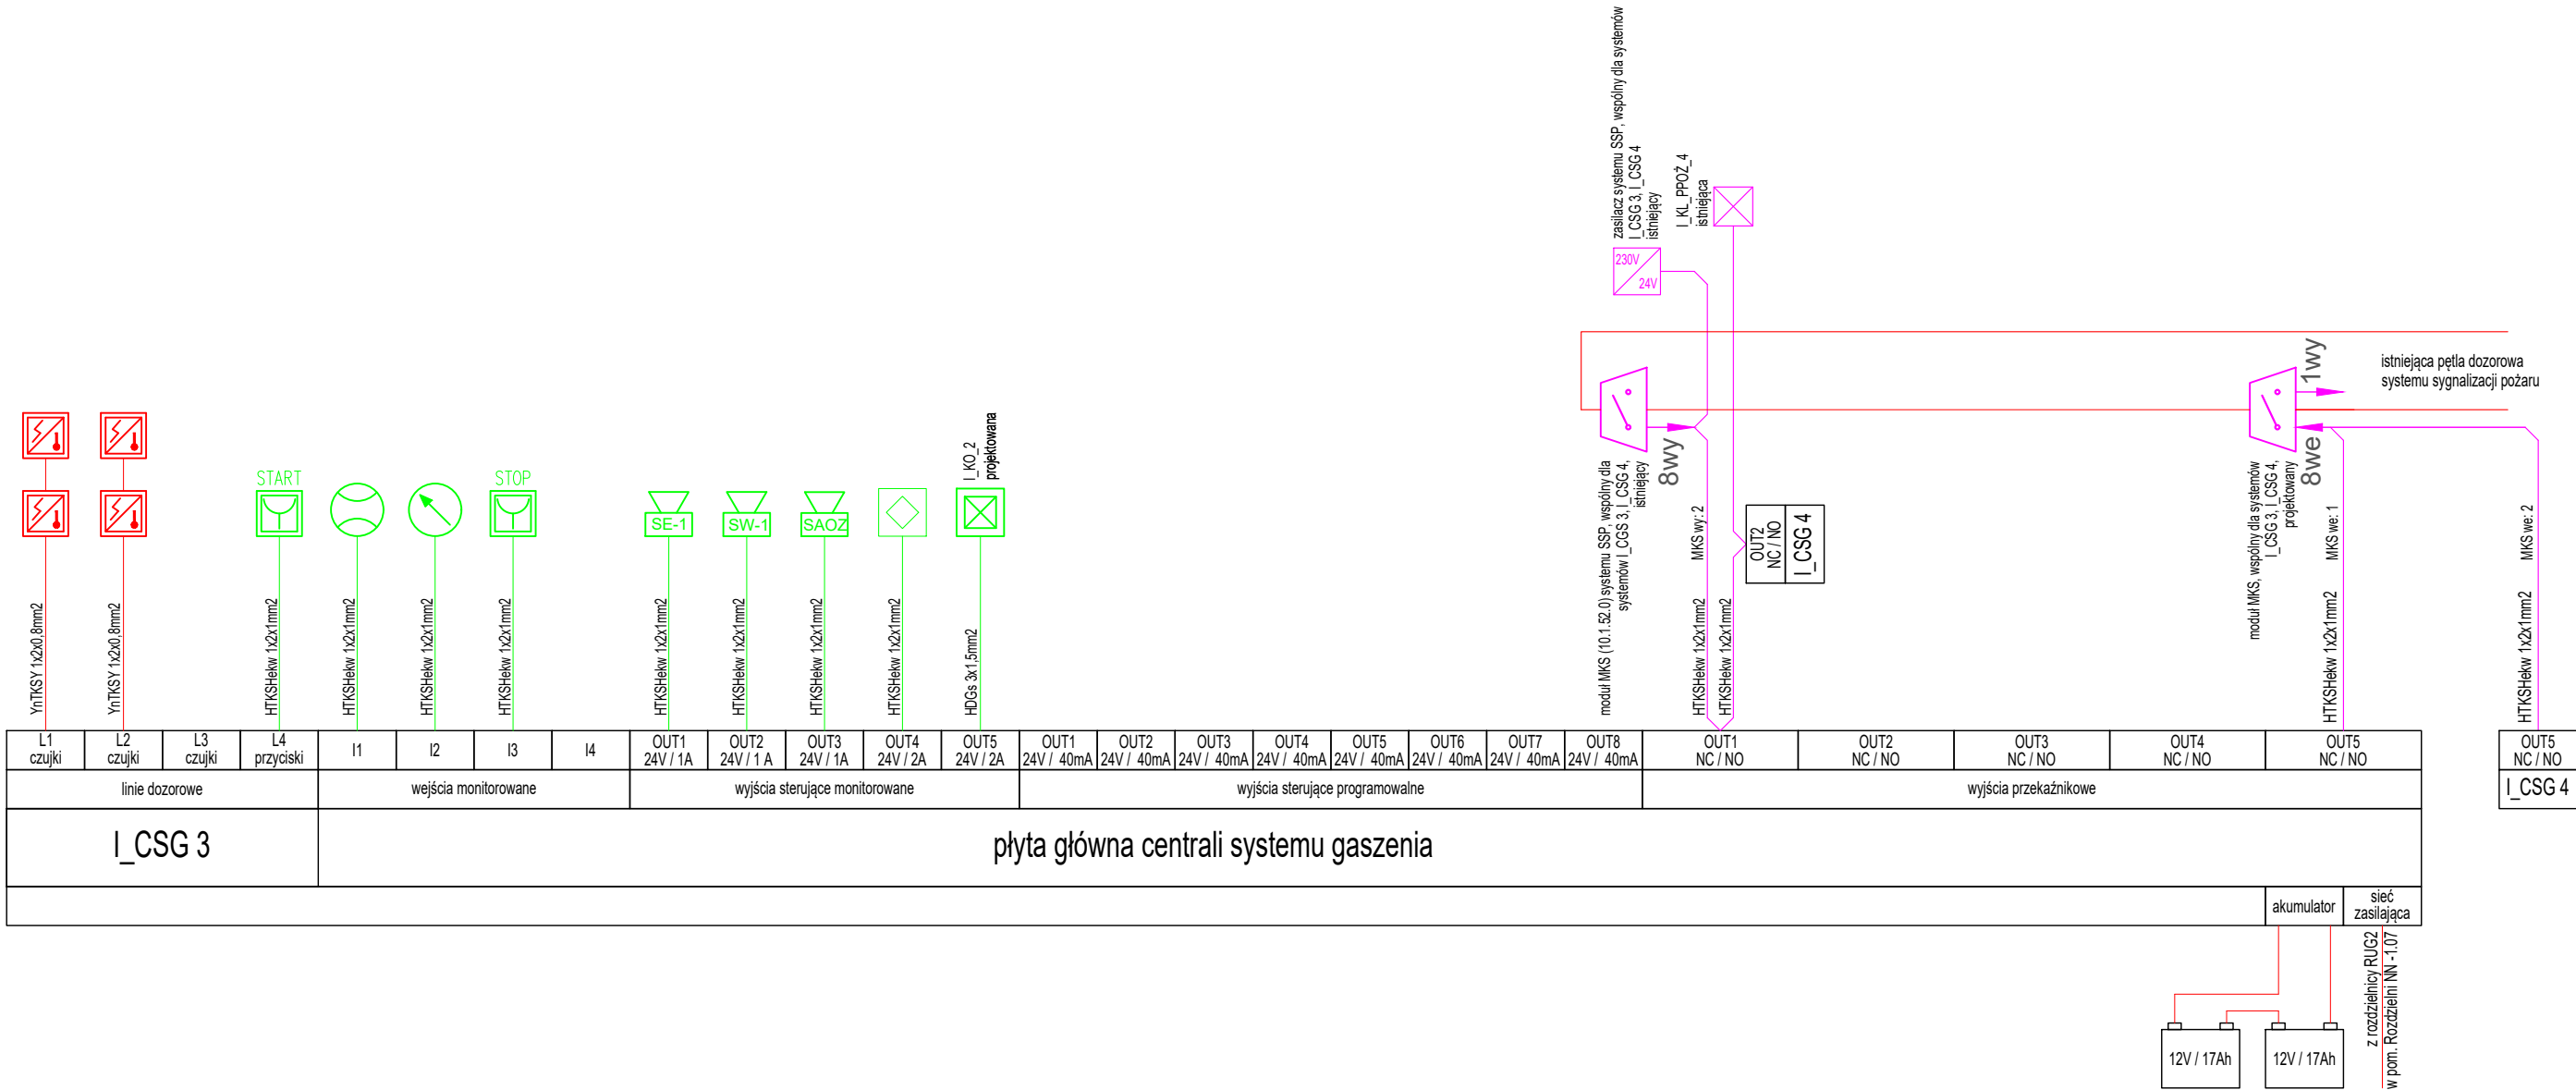 zasilacz systemu SSP, wspólny dla systemów
I_CSG 3, I_CSG 4
istniejący
I_KL_PPOŻ_4
istniejąca
230V
24V
1wy
istniejąca pętla dozorowa
systemu sygnalizacji pożaru
8wy
8we
moduł MKS (10.1.52.0) systemu SSP, wspólny dla
systemów I_CGS 3, I_CSG 4,
istniejący
moduł MKS, wspólny dla systemów
I_CSG 3, I_CSG 4,
projektowany
START
STOP
I_KO_2
projektowana
SE-1
SW-1
SAOZ
MKS wy: 2
OUT2
NC / NO
I_CSG 4
MKS we: 1
MKS we: 2
YnTKSY 1x2x0,8mm2
YnTKSY 1x2x0,8mm2
HTKSHekw 1x2x1mm2
HTKSHekw 1x2x1mm2
HTKSHekw 1x2x1mm2
HTKSHekw 1x2x1mm2
HTKSHekw 1x2x1mm2
HTKSHekw 1x2x1mm2
HTKSHekw 1x2x1mm2
HTKSHekw 1x2x1mm2
HDGs 3x1,5mm2
HTKSHekw 1x2x1mm2
HTKSHekw 1x2x1mm2
HTKSHekw 1x2x1mm2
HTKSHekw 1x2x1mm2
L1
czujki
L2
czujki
L3
czujki
L4
przyciski
I1
I2
I3
I4
OUT1
24V / 1A
OUT2
24V / 1 A
OUT3
24V / 1A
OUT4
24V / 2A
OUT5
24V / 2A
OUT1
24V / 40mA
OUT2
24V / 40mA
OUT3
24V / 40mA
OUT4
24V / 40mA
OUT5
24V / 40mA
OUT6
24V / 40mA
OUT7
24V / 40mA
OUT8
24V / 40mA
OUT1
NC / NO
OUT2
NC / NO
OUT3
NC / NO
OUT4
NC / NO
OUT5
NC / NO
OUT5
NC / NO
I_CSG 4
linie dozorowe
wejścia monitorowane
wyjścia sterujące monitorowane
wyjścia sterujące programowalne
wyjścia przekaźnikowe
I_CSG 3
płyta główna centrali systemu gaszenia
akumulator
sieć
zasilająca
z rozdzielnicy RUG2
w pom. Rozdzielni NN -1.07
12V / 17Ah
12V / 17Ah